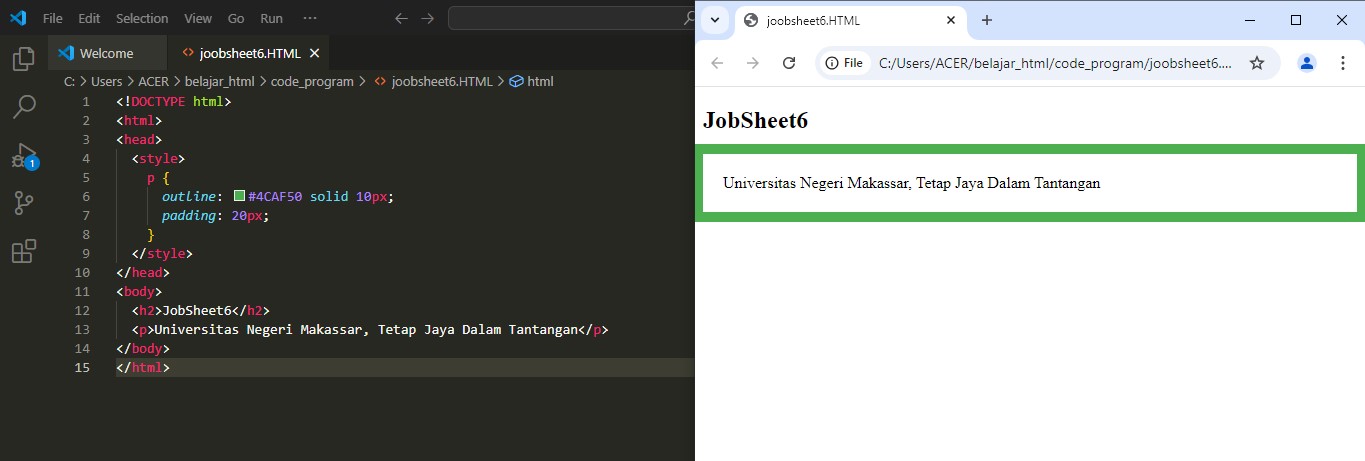 File Edit Selection View Go Run ···
Welcome
joobsheet6.HTML
C: > Users > ACER > belajar_html > code_program > joobsheet6.HTML > html
1 <!DOCTYPE html>
2 <html>
3 <head>
4 <style>
5 p {
6 outline: #4CAF50 solid 10px;
7 padding: 20px;
8 }
9 </style>
10 </head>
11 <body>
12 <h2>JobSheet6</h2>
13 <p>Universitas Negeri Makassar, Tetap Jaya Dalam Tantangan</p>
14 </body>
15 </html>
1
joobsheet6.HTML
File C:/Users/ACER/belajar_html/code_program/joobsheet6....
JobSheet6
Universitas Negeri Makassar, Tetap Jaya Dalam Tantangan